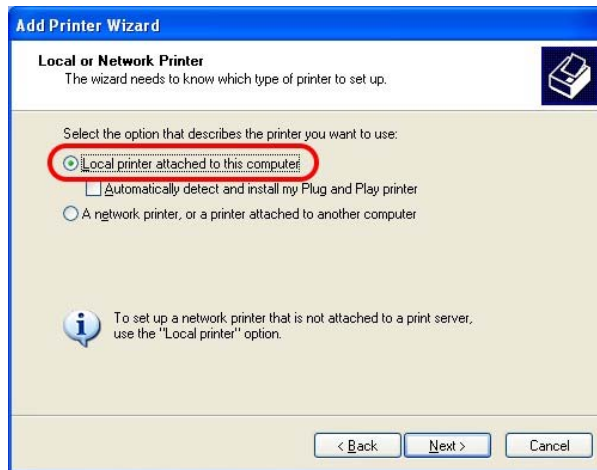 Add Printer Wizard
Local or Network Printer
The wizard needs to know which type of printer to set up.
Select the option that describes the printer you want to use:
Local printer attached to this computer
Automatically detect and install my Plug and Play printer
A network printer, or a printer attached to another computer
To set up a network printer that is not attached to a print server,
use the "Local printer" option.
< Back Next > Cancel